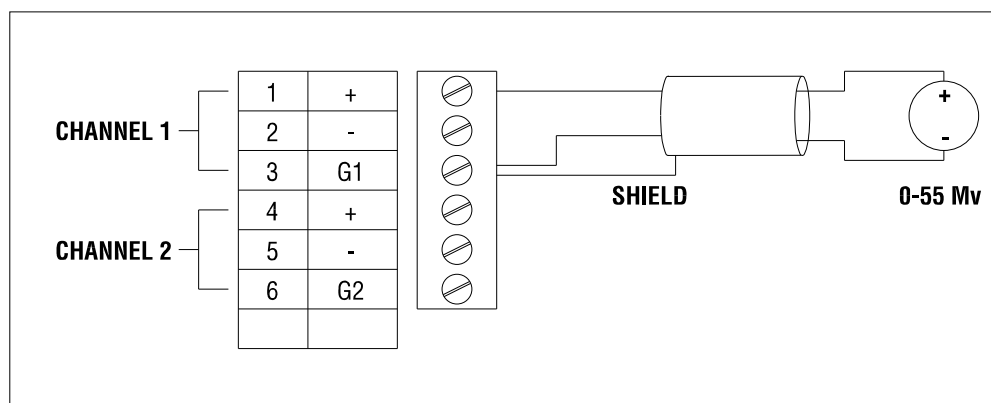 1 +
CHANNEL 1
2 -
3 G1
SHIELD
4 +
CHANNEL 2
5 -
6 G2
+
-
0-55 Mv